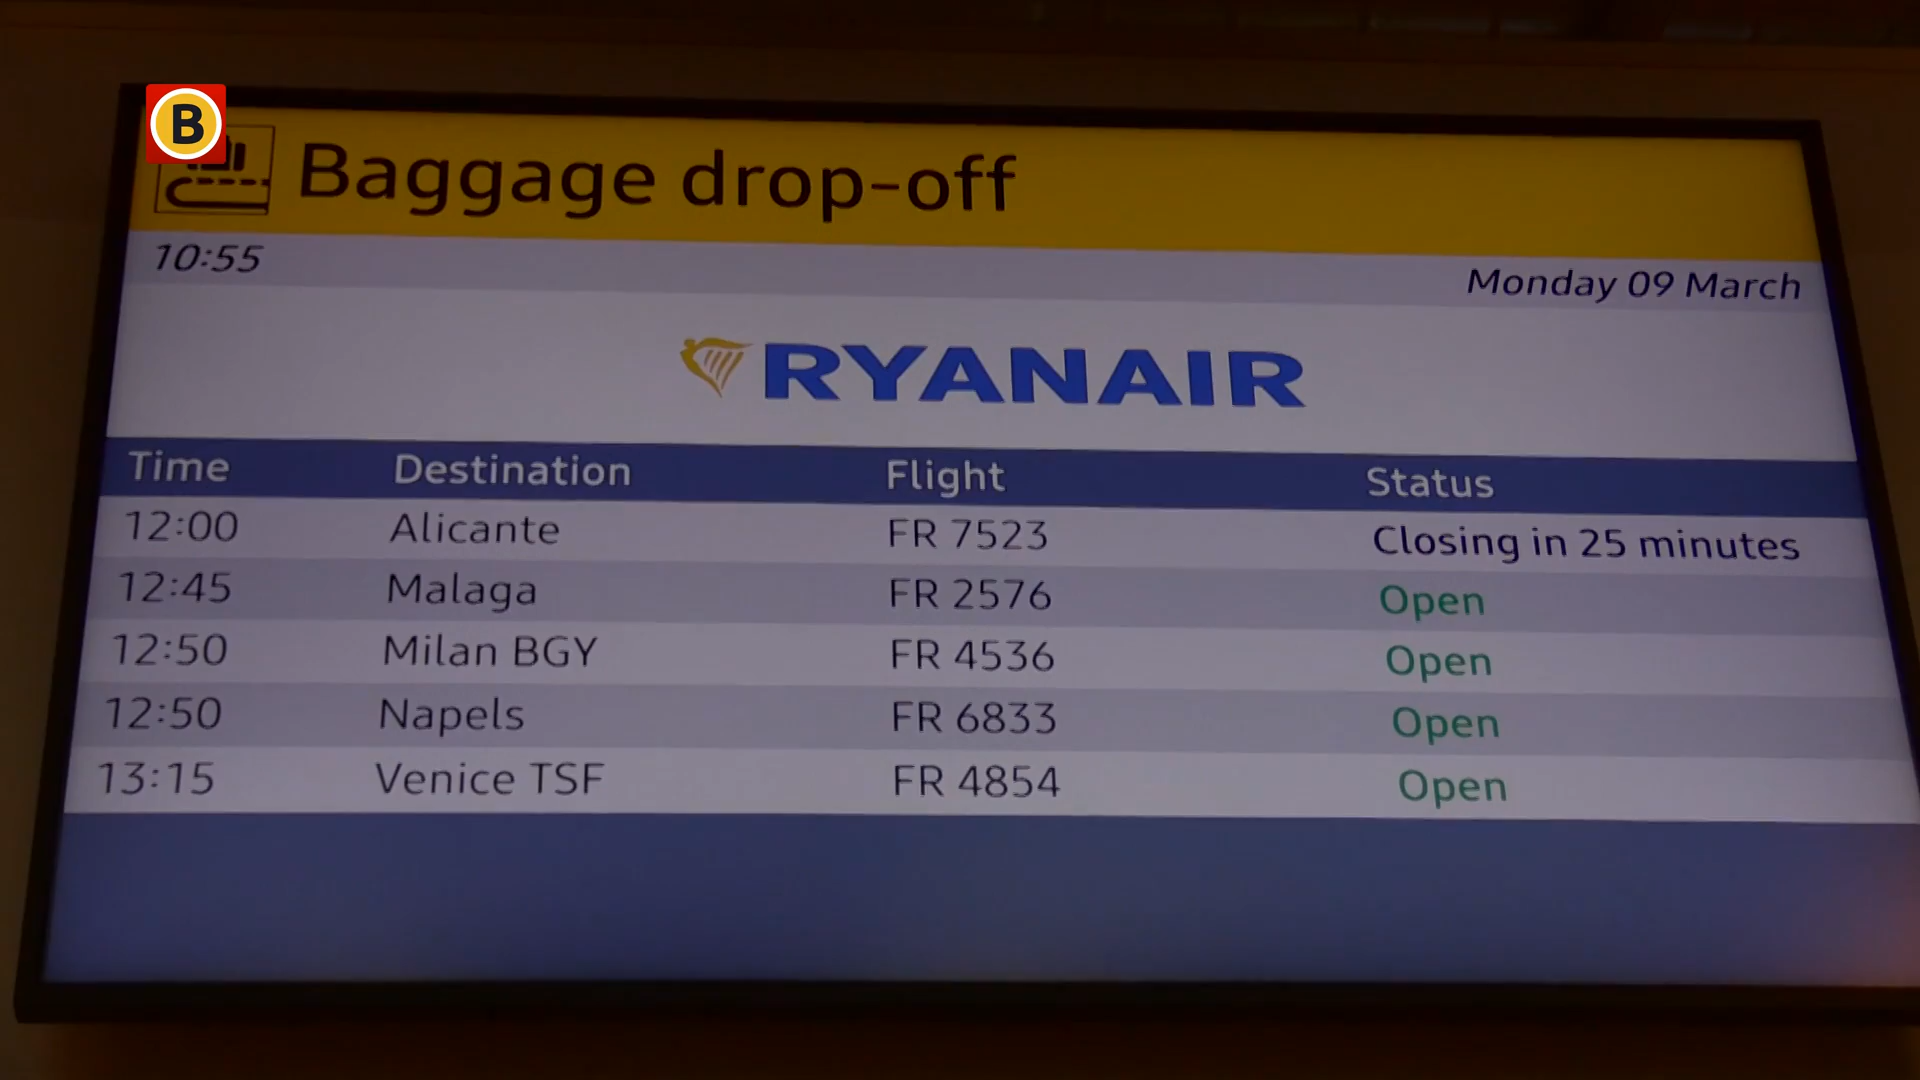 B
Baggage drop-off
10:55 Monday 09 March
RYANAIR
Time Destination Flight Status
12:00 Alicante FR 7523 Closing in 25 minutes
12:45 Malaga FR 2576 Open
12:50 Milan BGY FR 4536 Open
12:50 Napels FR 6833 Open
13:15 Venice TSF FR 4854 Open